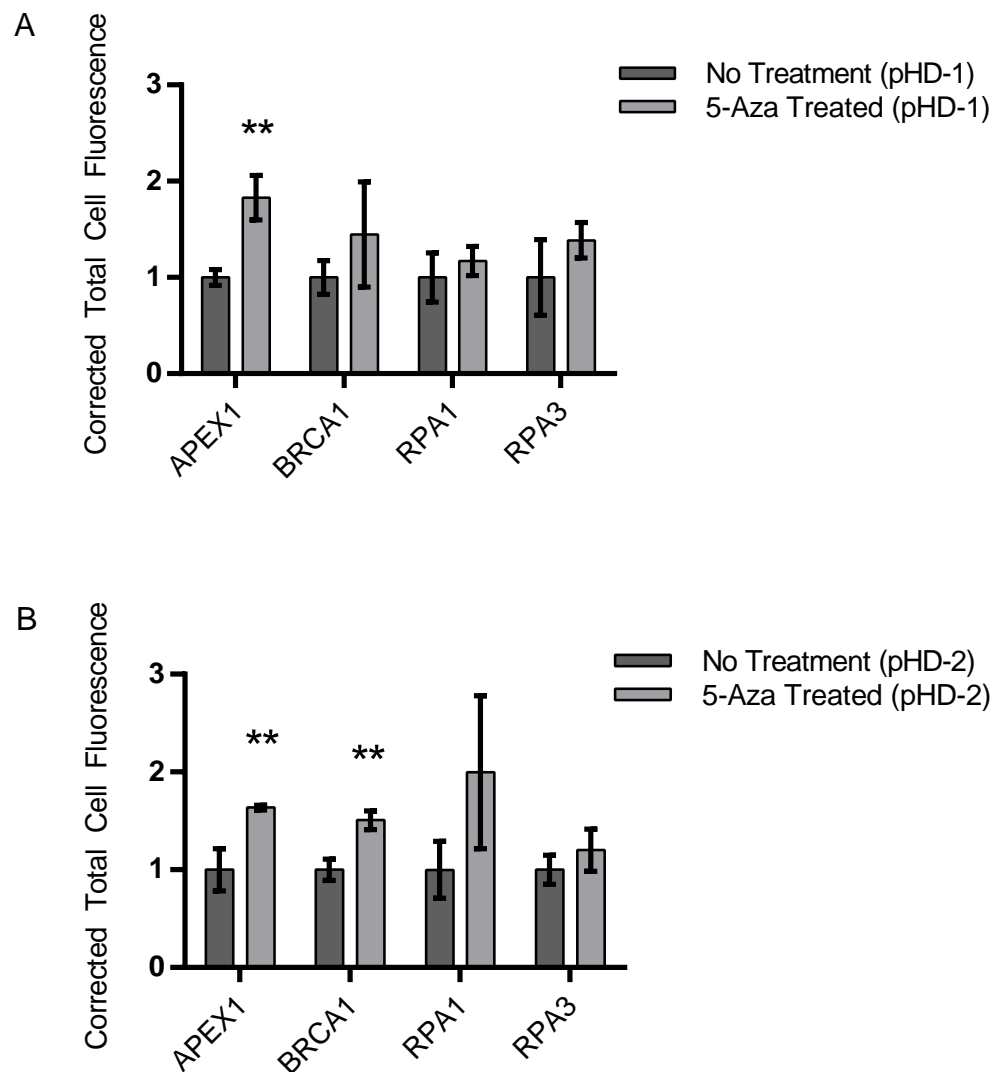 A
Corrected Total Cell Fluorescence
3
2
1
0
**
APEX1
BRCA1
RPA1
RPA3
No Treatment (pHD-1)
5-Aza Treated (pHD-1)
B
Corrected Total Cell Fluorescence
3
2
1
0
**
**
APEX1
BRCA1
RPA1
RPA3
No Treatment (pHD-2)
5-Aza Treated (pHD-2)